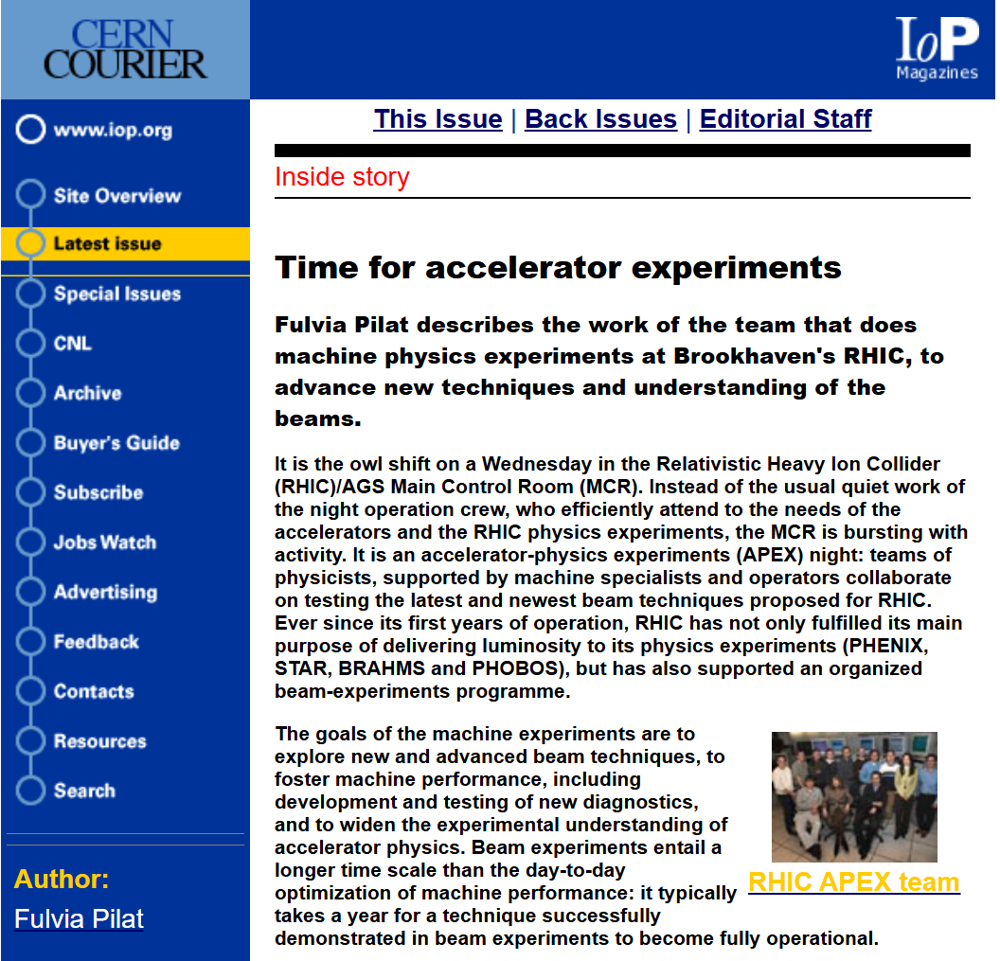 CERN
COURIER
IoP
Magazines
www.iop.org
Site Overview
Latest issue
Special Issues
CNL
Archive
Buyer's Guide
Subscribe
Jobs Watch
Advertising
Feedback
Contacts
Resources
Search
Author:
Fulvia Pilat
This Issue | Back Issues | Editorial Staff
Inside story
Time for accelerator experiments
Fulvia Pilat describes the work of the team that does
machine physics experiments at Brookhaven's RHIC, to
advance new techniques and understanding of the
beams.
It is the owl shift on a Wednesday in the Relativistic Heavy Ion Collider
(RHIC)/AGS Main Control Room (MCR). Instead of the usual quiet work of
the night operation crew, who efficiently attend to the needs of the
accelerators and the RHIC physics experiments, the MCR is bursting with
activity. It is an accelerator-physics experiments (APEX) night: teams of
physicists, supported by machine specialists and operators collaborate
on testing the latest and newest beam techniques proposed for RHIC.
Ever since its first years of operation, RHIC has not only fulfilled its main
purpose of delivering luminosity to its physics experiments (PHENIX,
STAR, BRAHMS and PHOBOS), but has also supported an organized
beam-experiments programme.
The goals of the machine experiments are to
explore new and advanced beam techniques, to
foster machine performance, including
development and testing of new diagnostics,
and to widen the experimental understanding of
accelerator physics. Beam experiments entail a
longer time scale than the day-to-day
optimization of machine performance: it typically
takes a year for a technique successfully
demonstrated in beam experiments to become fully operational.
RHIC APEX team